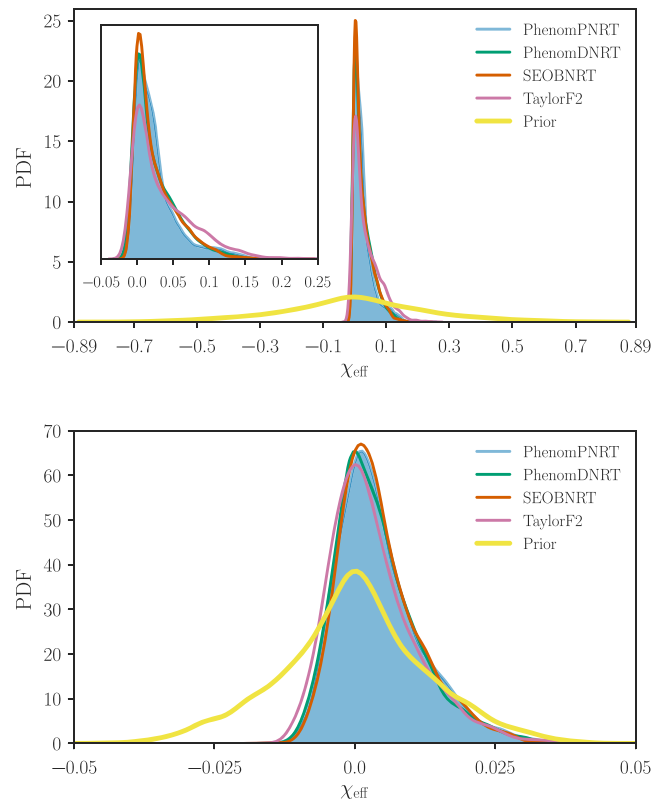 PDF
25
20
15
10
5
0
−0.05 0.0 0.05 0.1 0.15 0.2 0.25
PhenomPNRT
PhenomDNRT
SEOBNRT
TaylorF2
Prior
−0.89 −0.7 −0.5 −0.3 −0.1 0.1 0.3 0.5 0.7 0.89
χeff
PDF
70
60
50
40
30
20
10
0
PhenomPNRT
PhenomDNRT
SEOBNRT
TaylorF2
Prior
−0.05 −0.025 0.0 0.025 0.05
χeff